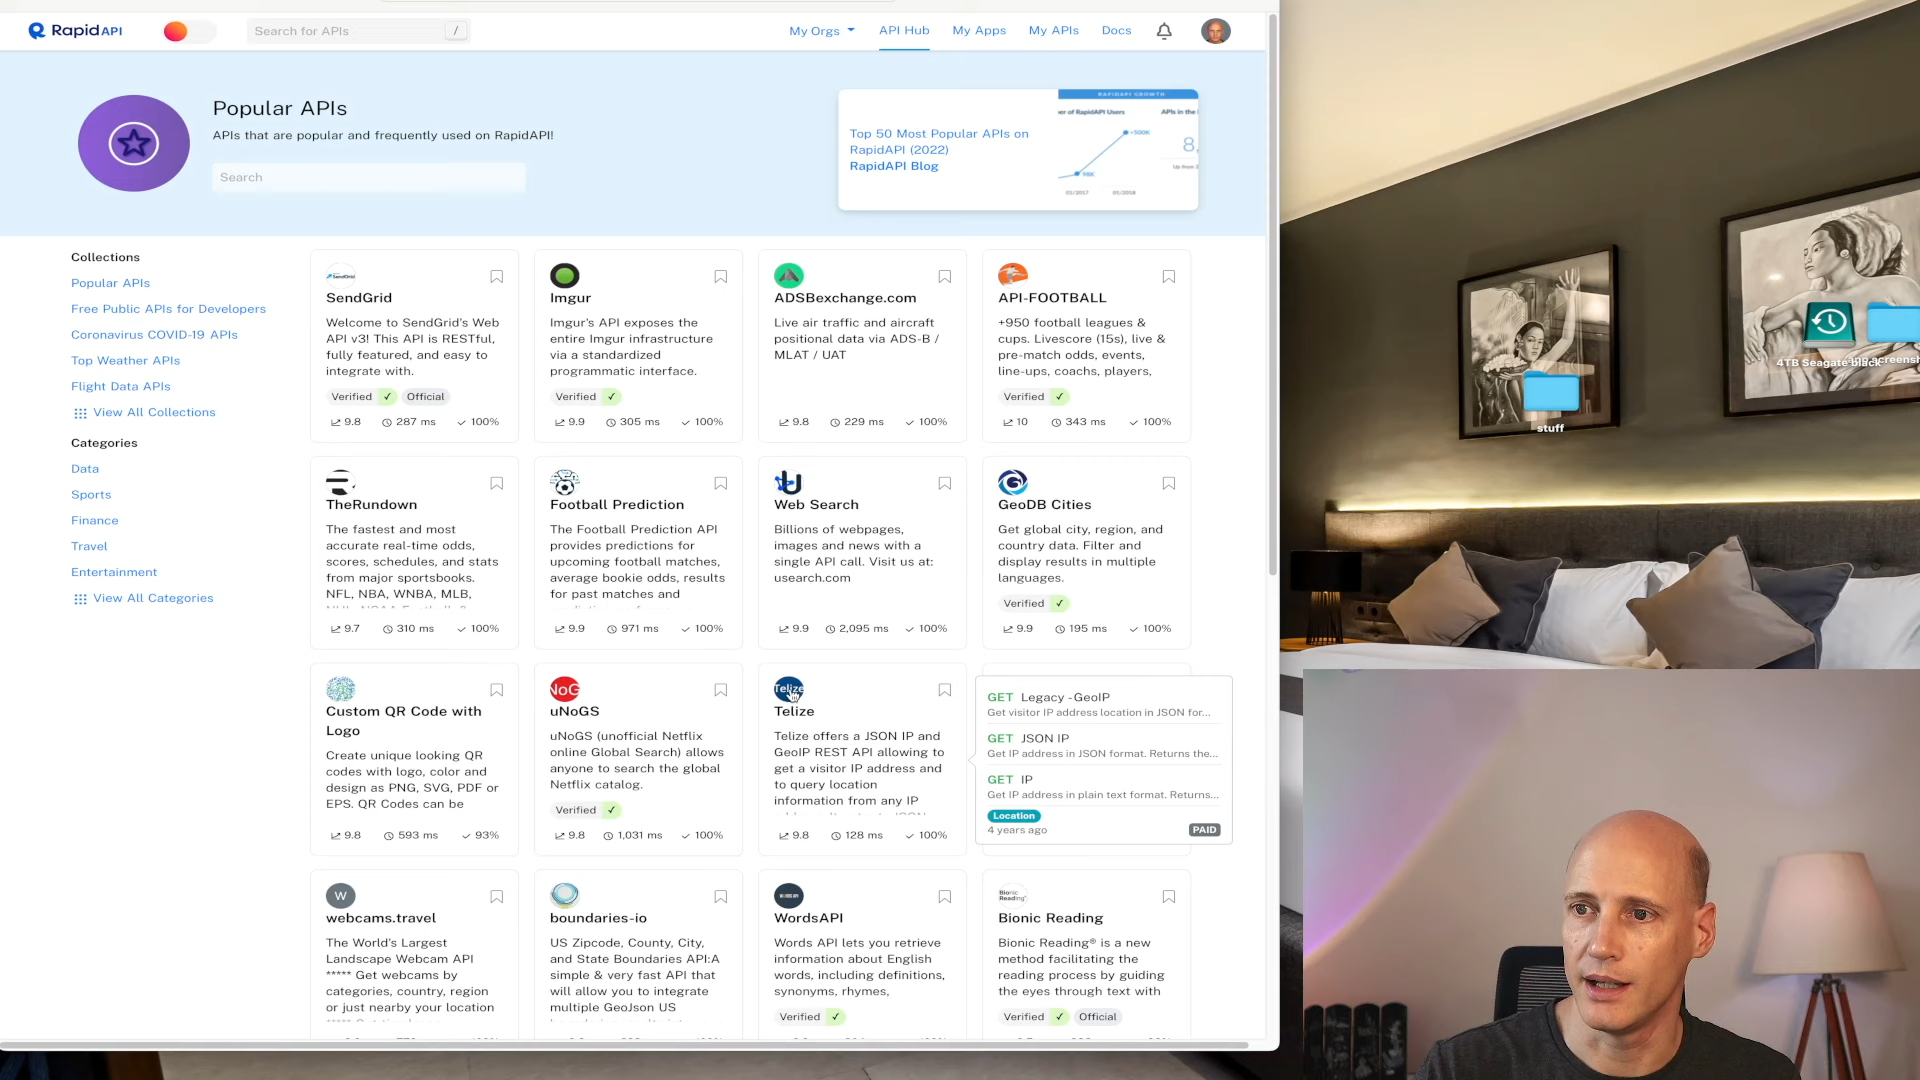 RapidAPI
Search for APIs
/
My Orgs
API Hub
My Apps
My APIs
Docs
Popular APIs
APIs that are popular and frequently used on RapidAPI!
Search
Top 50 Most Popular APIs on
RapidAPI (2022)
RapidAPI Blog
RAPIDAPI GROWTH
er of RapidAPI Users
APIs in the
8,
01/2017
01/2018
Collections
Popular APIs
Free Public APIs for Developers
Coronavirus COVID-19 APIs
Top Weather APIs
Flight Data APIs
View All Collections
Categories
Data
Sports
Finance
Travel
Entertainment
View All Categories
SendGrid
SendGrid
Welcome to SendGrid's Web
API v3! This API is RESTful,
fully featured, and easy to
integrate with.
Verified ✓ Official
9.8 287 ms 100%
Imgur
Imgur's API exposes the
entire Imgur infrastructure
via a standardized
programmatic interface.
Verified ✓
9.9 305 ms 100%
ADSBexchange.com
Live air traffic and aircraft
positional data via ADS-B /
MLAT / UAT
9.8 229 ms 100%
API-FOOTBALL
+950 football leagues &
cups. Livescore (15s), live &
pre-match odds, events,
line-ups, coachs, players,
Verified ✓
10 343 ms 100%
TheRundown
The fastest and most
accurate real-time odds,
scores, schedules, and stats
from major sportsbooks.
NFL, NBA, WNBA, MLB,
9.7 310 ms 100%
Football Prediction
The Football Prediction API
provides predictions for
upcoming football matches,
average bookie odds, results
for past matches and
9.9 971 ms 100%
Web Search
Billions of webpages,
images and news with a
single API call. Visit us at:
usearch.com
9.9 2,095 ms 100%
GeoDB Cities
Get global city, region, and
country data. Filter and
display results in multiple
languages.
Verified ✓
9.9 195 ms 100%
Custom QR Code with
Logo
Create unique looking QR
codes with logo, color and
design as PNG, SVG, PDF or
EPS. QR Codes can be
9.8 593 ms 93%
NoG
uNoGS
uNoGS (unofficial Netflix
online Global Search) allows
anyone to search the global
Netflix catalog.
Verified ✓
9.8 1,031 ms 100%
Telize
Telize
Telize offers a JSON IP and
GeoIP REST API allowing to
get a visitor IP address and
to query location
information from any IP
9.8 128 ms 100%
GET Legacy - GeoIP
Get visitor IP address location in JSON for...
GET JSON IP
Get IP address in JSON format. Returns the...
GET IP
Get IP address in plain text format. Returns...
Location
4 years ago
PAID
W
webcams.travel
The World's Largest
Landscape Webcam API
***** Get webcams by
categories, country, region
or just nearby your location
boundaries-io
US Zipcode, County, City,
and State Boundaries API:A
simple & very fast API that
will allow you to integrate
multiple GeoJson US
WordsAPI
Words API lets you retrieve
information about English
words, including definitions,
synonyms, rhymes,
Verified ✓
Bionic
Reading
Bionic Reading
Bionic Reading® is a new
method facilitating the
reading process by guiding
the eyes through text with
Verified ✓ Official
stuff
4TB Seagate Black